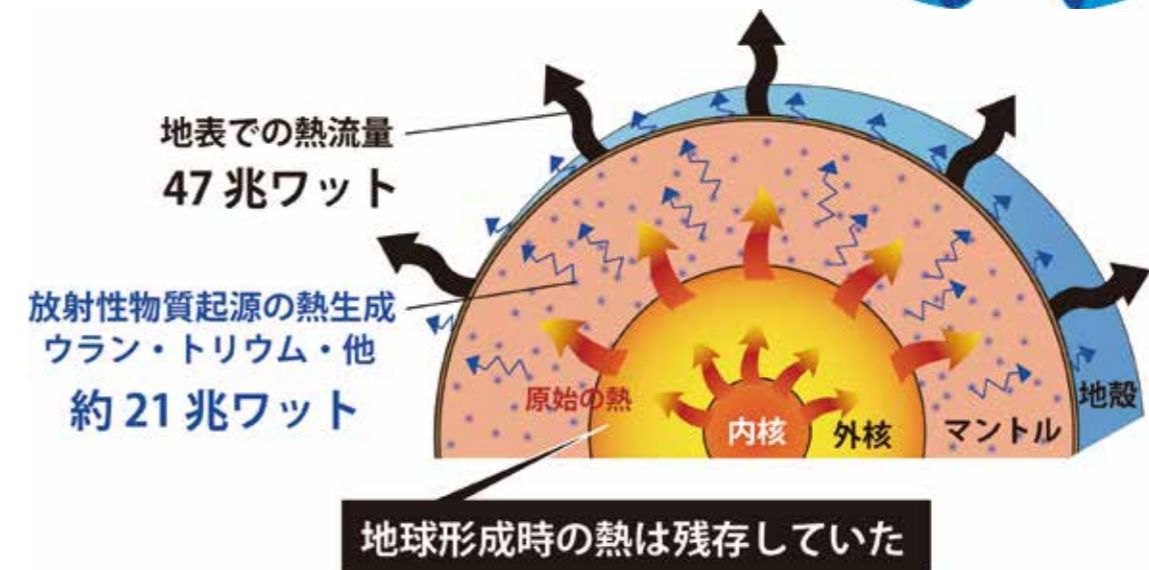 地表での熱流量
47 兆ワット
放射性物質起源の熱生成
ウラン・トリウム・他
約 21 兆ワット
原始の熱
内核
外核
マントル
地殻
地球形成時の熱は残存していた